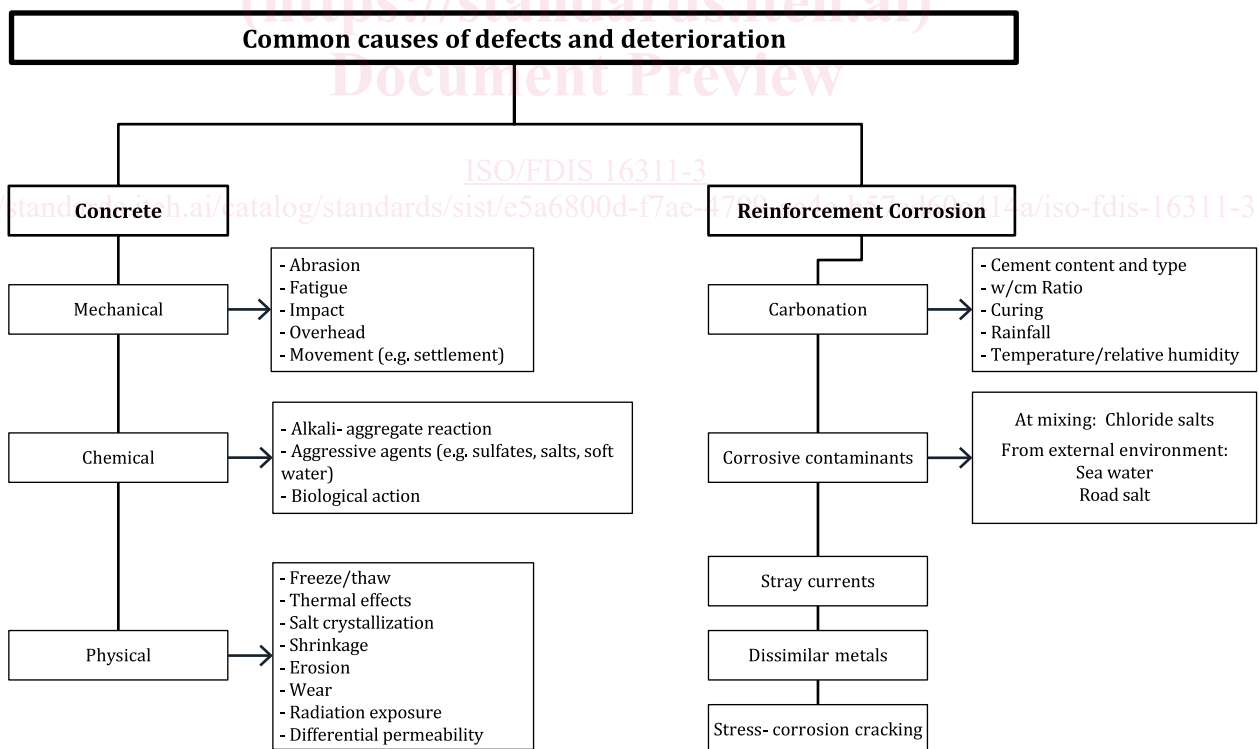 (https://standards.iteh.ai)
Common causes of defects and deterioration
Document Preview
ISO/FDIS 16311-3
Concrete
Reinforcement Corrosion
Mechanical
- Abrasion
- Fatigue
- Impact
- Overhead
- Movement (e.g. settlement)
Chemical
- Alkali- aggregate reaction
- Aggressive agents (e.g. sulfates, salts, soft
water)
- Biological action
Physical
- Freeze/thaw
- Thermal effects
- Salt crystallization
- Shrinkage
- Erosion
- Wear
- Radiation exposure
- Differential permeability
Carbonation
- Cement content and type
- w/cm Ratio
- Curing
- Rainfall
- Temperature/relative humidity
Corrosive contaminants
At mixing: Chloride salts
From external environment:
Sea water
Road salt
Stray currents
Dissimilar metals
Stress- corrosion cracking